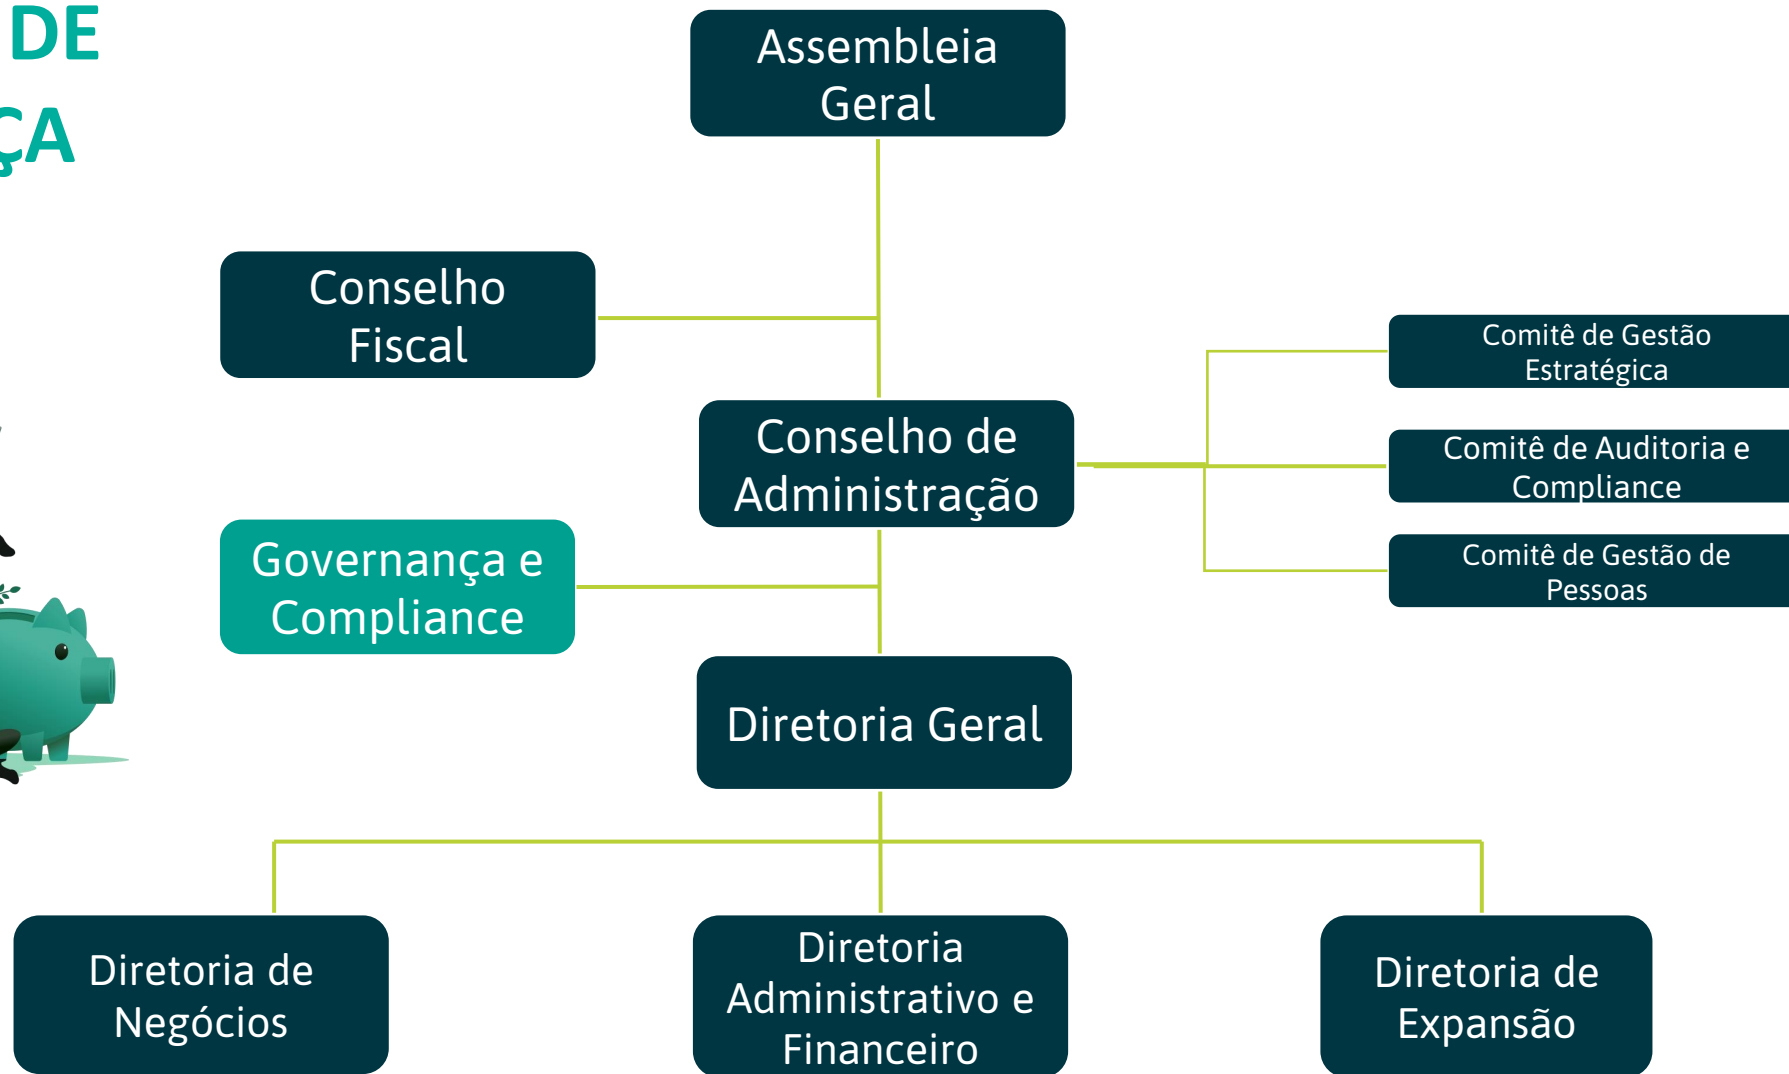 DE
ÇA
Assembleia
Geral
Conselho
Fiscal
Comitê de Gestão
Estratégica
Conselho de
Administração
Comitê de Auditoria e
Compliance
Governança e
Compliance
Comitê de Gestão de
Pessoas
Diretoria Geral
Diretoria de
Negócios
Diretoria
Administrativo e
Financeiro
Diretoria de
Expansão